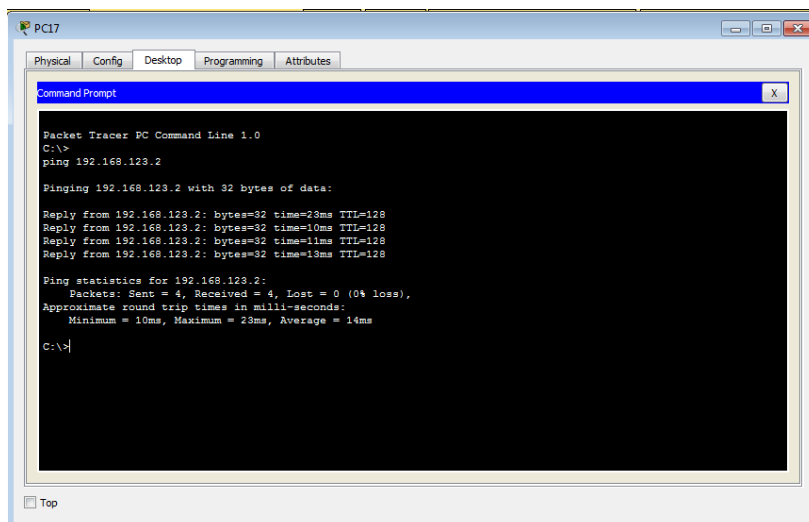 PC17
Physical Config Desktop Programming Attributes
Command Prompt
X
Packet Tracer PC Command Line 1.0
C:\>
ping 192.168.123.2
Pinging 192.168.123.2 with 32 bytes of data:
Reply from 192.168.123.2: bytes=32 time=23ms TTL=128
Reply from 192.168.123.2: bytes=32 time=10ms TTL=128
Reply from 192.168.123.2: bytes=32 time=11ms TTL=128
Reply from 192.168.123.2: bytes=32 time=13ms TTL=128
Ping statistics for 192.168.123.2:
Packets: Sent = 4, Received = 4, Lost = 0 (0% loss),
Approximate round trip times in milli-seconds:
Minimum = 10ms, Maximum = 23ms, Average = 14ms
C:\>
Top